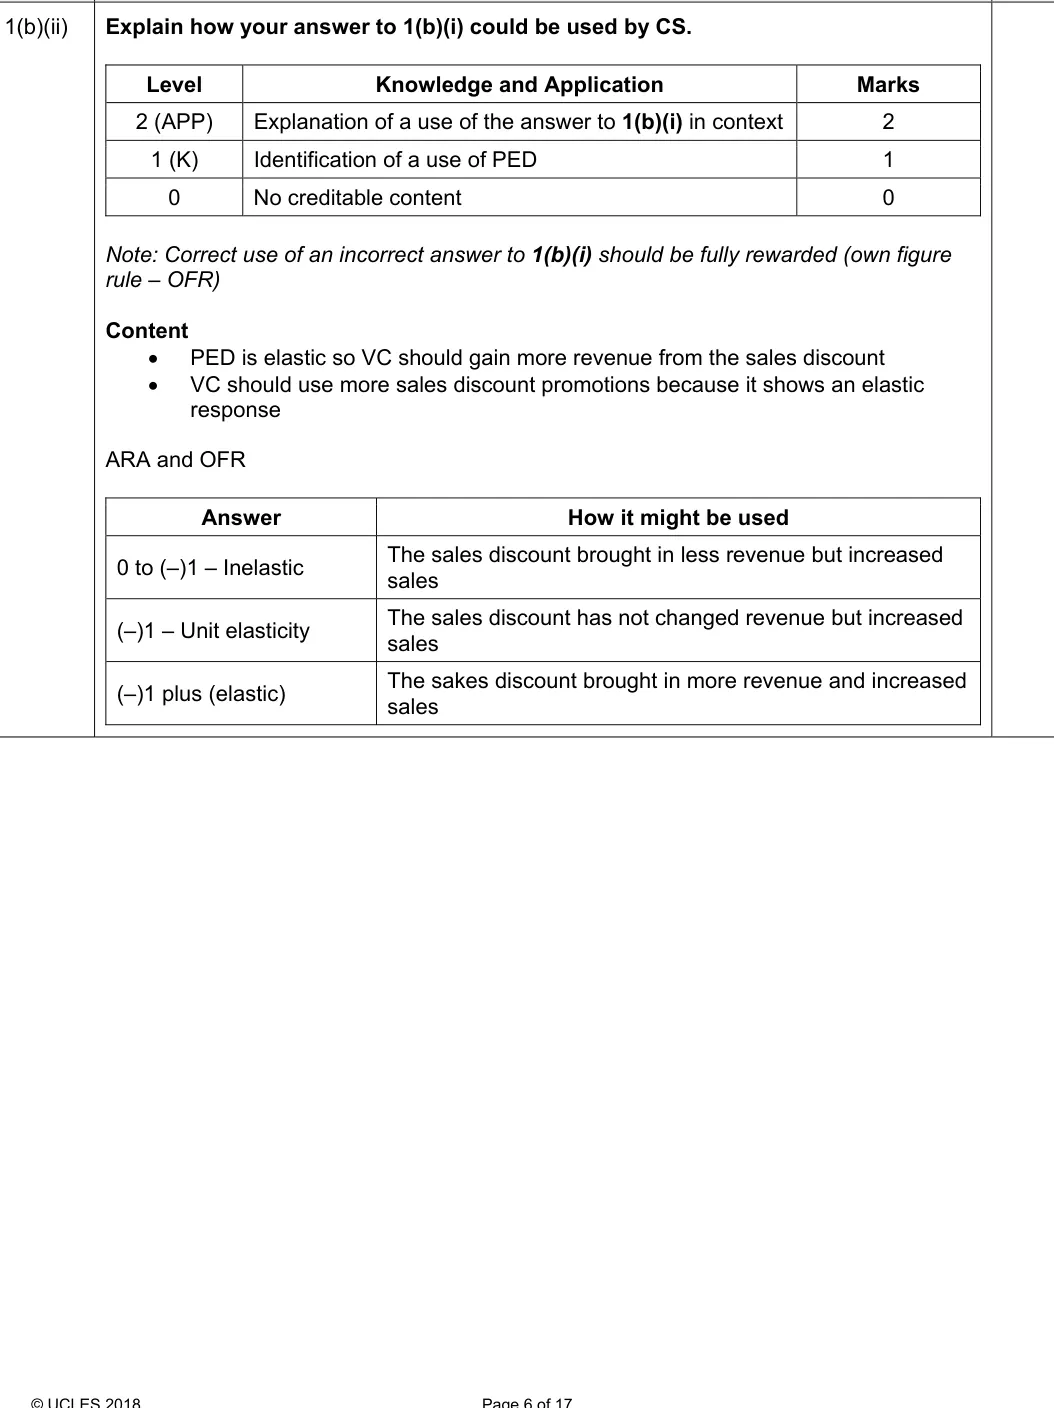 1(b)(ii) Explain how your answer to 1(b)(i) could be used by CS.
Level Knowledge and Application Marks
2 (APP) Explanation of a use of the answer to 1(b)(i) in context 2
1 (K) Identification of a use of PED 1
0 No creditable content 0
Note: Correct use of an incorrect answer to 1(b)(i) should be fully rewarded (own figure
rule – OFR)
Content
• PED is elastic so VC should gain more revenue from the sales discount
• VC should use more sales discount promotions because it shows an elastic
response
ARA and OFR
Answer How it might be used
0 to (–)1 – Inelastic The sales discount brought in less revenue but increased
sales
(–)1 – Unit elasticity The sales discount has not changed revenue but increased
sales
(–)1 plus (elastic) The sakes discount brought in more revenue and increased
sales
© UCLES 2018 Page 6 of 17